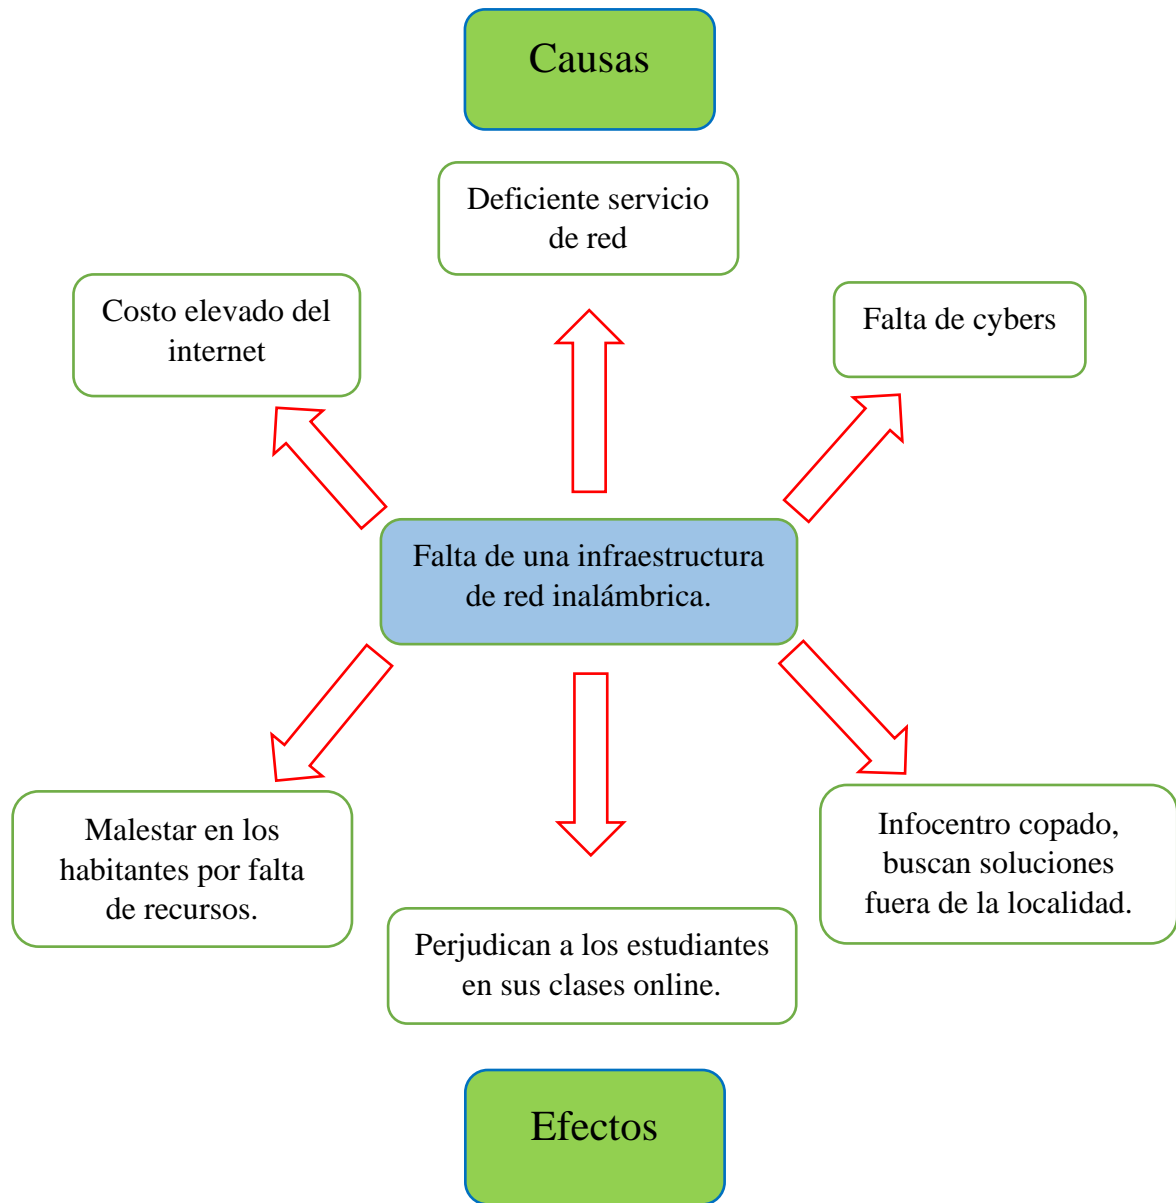 Causas
Deficiente servicio
de red
Costo elevado del
internet
Falta de cybers
Falta de una infraestructura
de red inalámbrica.
Malestar en los
habitantes por falta
de recursos.
Infocentro copado,
buscan soluciones
fuera de la localidad.
Perjudican a los estudiantes
en sus clases online.
Efectos